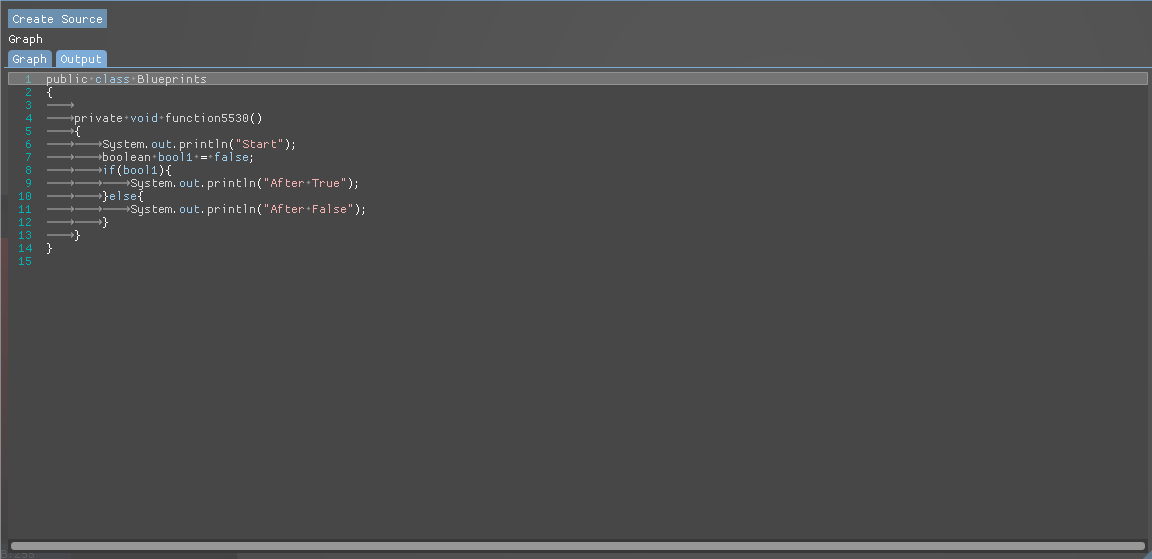 Create Source
Graph
Graph Output
1 public class Blueprints
2 {
3
4 private void function5530()
5 {
6 System.out.println("Start");
7 boolean bool1 = false;
8 if(bool1){
9 System.out.println("After True");
10 }else{
11 System.out.println("After False");
12 }
13 }
14 }
15